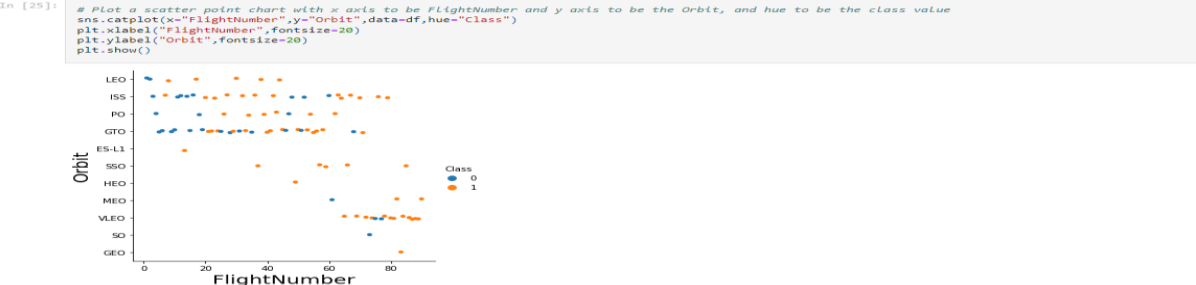 In [25]:
# Plot a scatter point chart with x axis to be FlightNumber and y axis to be the Orbit, and hue to be the class value
sns.catplot(x="FlightNumber",y="Orbit",data=df,hue="Class")
plt.xlabel("FlightNumber",fontsize=20)
plt.ylabel("Orbit",fontsize=20)
plt.show()
LEO
ISS
PO
GTO
ES-L1
SSO
HEO
MEO
VLEO
SO
GEO
Orbit
Class
0
1
0 20 40 60 80
FlightNumber